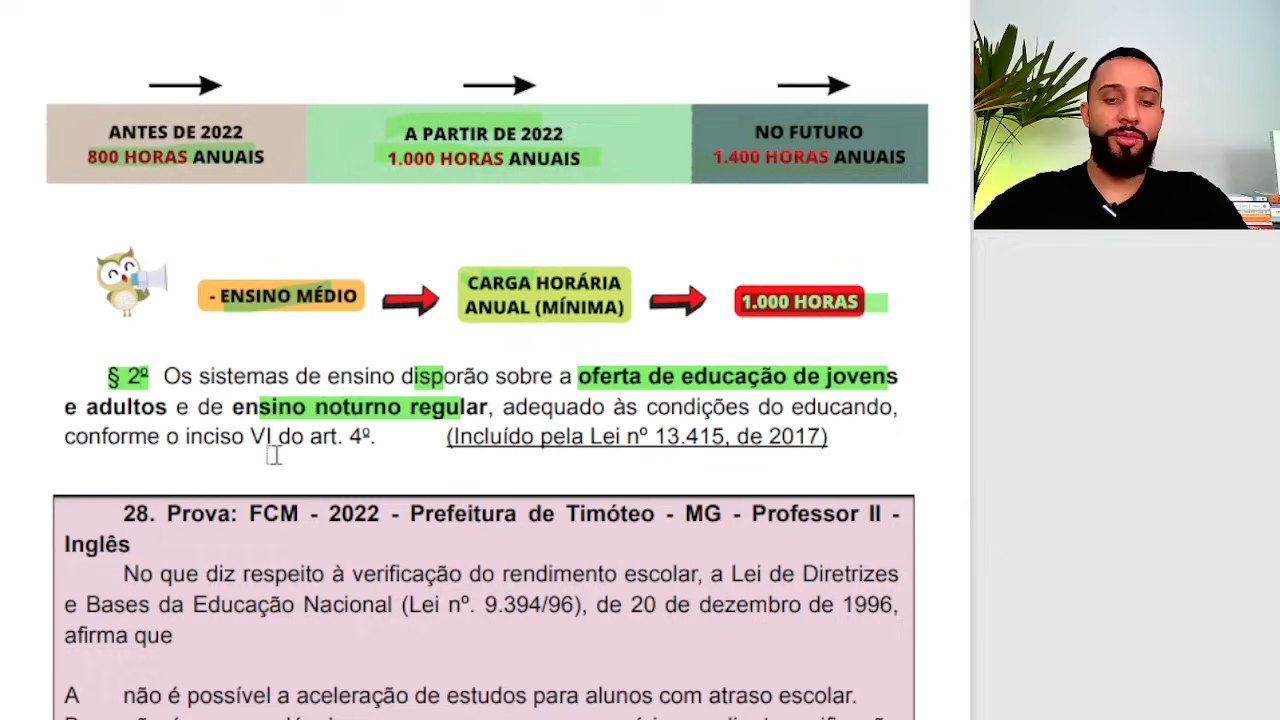 ANTES DE 2022
800 HORAS ANUAIS
A PARTIR DE 2022
1.000 HORAS ANUAIS
NO FUTURO
1.400 HORAS ANUAIS
- ENSINO MÉDIO
CARGA HORÁRIA
ANUAL (MÍNIMA)
1.000 HORAS
§ 2º Os sistemas de ensino disporão sobre a oferta de educação de jovens
e adultos e de ensino noturno regular, adequado às condições do educando,
conforme o inciso VI do art. 4º. (Incluído pela Lei nº 13.415, de 2017)
28. Prova: FCM - 2022 - Prefeitura de Timóteo - MG - Professor II -
Inglês
No que diz respeito à verificação do rendimento escolar, a Lei de Diretrizes
e Bases da Educação Nacional (Lei nº. 9.394/96), de 20 de dezembro de 1996,
afirma que
A não é possível a aceleração de estudos para alunos com atraso escolar.